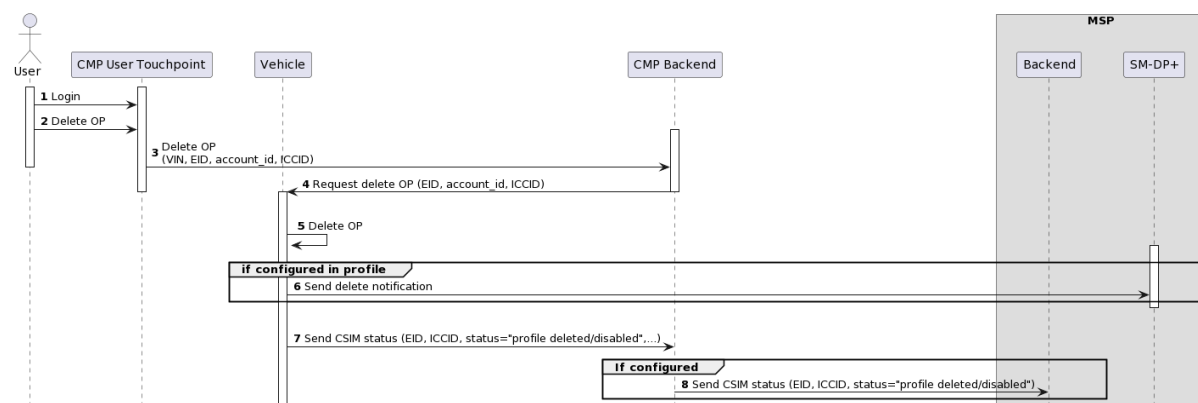 MSP
User
CMP User Touchpoint
Vehicle
CMP Backend
Backend
SM-DP+
1 Login
2 Delete OP
3 Delete OP
(VIN, EID, account_id, ICCID)
4 Request delete OP (EID, account_id, ICCID)
5 Delete OP
if configured in profile
6 Send delete notification
7 Send CSIM status (EID, ICCID, status="profile deleted/disabled",...)
If configured
8 Send CSIM status (EID, ICCID, status="profile deleted/disabled")